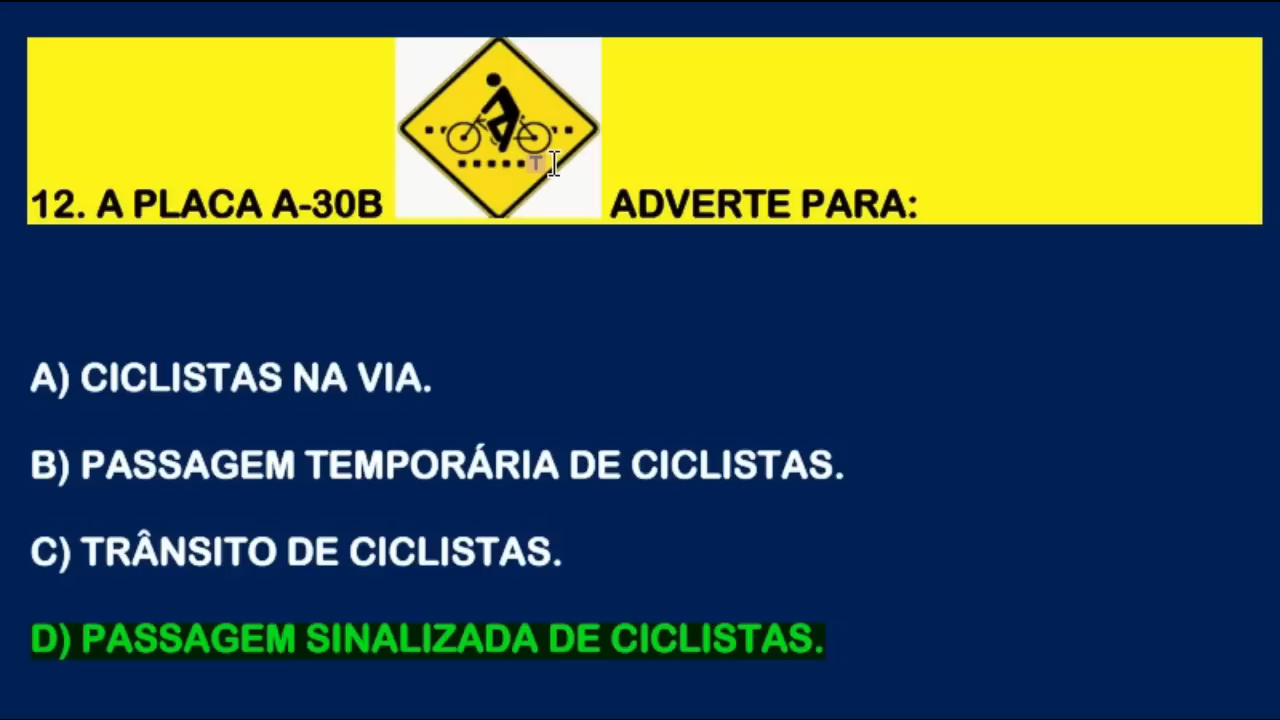 12. A PLACA A-30B ADVERTE PARA:
A) CICLISTAS NA VIA.
B) PASSAGEM TEMPORÁRIA DE CICLISTAS.
C) TRÂNSITO DE CICLISTAS.
D) PASSAGEM SINALIZADA DE CICLISTAS.